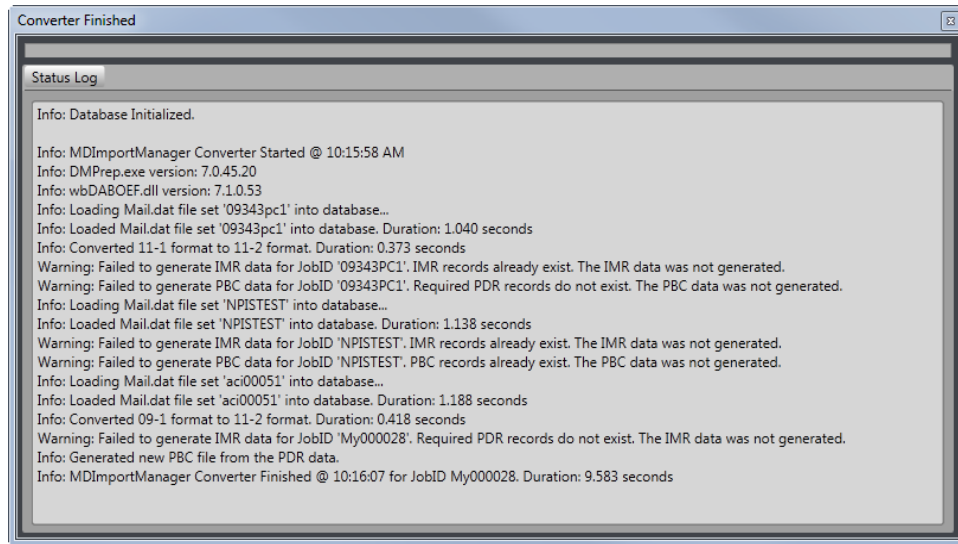 Converter Finished
Status Log
Info: Database Initialized.
Info: MDImportManager Converter Started @ 10:15:58 AM
Info: DMPrep.exe version: 7.0.45.20
Info: wbDABOEF.dll version: 7.1.0.53
Info: Loading Mail.dat file set '09343pc1' into database...
Info: Loaded Mail.dat file set '09343pc1' into database. Duration: 1.040 seconds
Info: Converted 11-1 format to 11-2 format. Duration: 0.373 seconds
Warning: Failed to generate IMR data for JobID '09343PC1'. IMR records already exist. The IMR data was not generated.
Warning: Failed to generate PBC data for JobID '09343PC1'. Required PDR records do not exist. The PBC data was not generated.
Info: Loading Mail.dat file set 'NPISTEST' into database...
Info: Loaded Mail.dat file set 'NPISTEST' into database. Duration: 1.138 seconds
Warning: Failed to generate IMR data for JobID 'NPISTEST'. IMR records already exist. The IMR data was not generated.
Warning: Failed to generate PBC data for JobID 'NPISTEST'. PBC records already exist. The PBC data was not generated.
Info: Loading Mail.dat file set 'aci00051' into database...
Info: Loaded Mail.dat file set 'aci00051' into database. Duration: 1.188 seconds
Info: Converted 09-1 format to 11-2 format. Duration: 0.418 seconds
Warning: Failed to generate IMR data for JobID 'My000028'. Required PDR records do not exist. The IMR data was not generated.
Info: Generated new PBC file from the PDR data.
Info: MDImportManager Converter Finished @ 10:16:07 for JobID My000028. Duration: 9.583 seconds